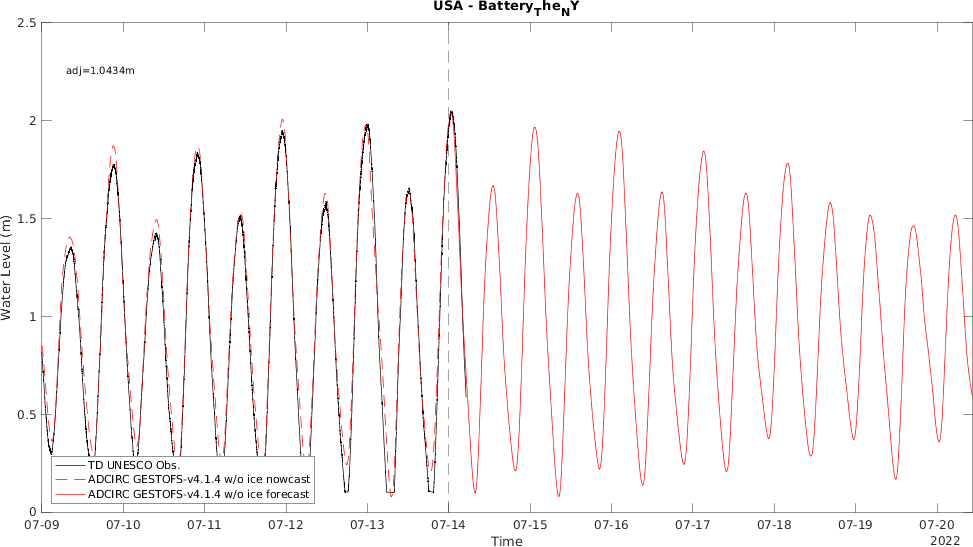 USA - BatteryTheNY
2.5
adj=1.0434m
2
1.5
Water Level (m)
1
0.5
TD UNESCO Obs.
ADCIRC GESTOFS-v4.1.4 w/o ice nowcast
ADCIRC GESTOFS-v4.1.4 w/o ice forecast
0
07-09 07-10 07-11 07-12 07-13 07-14 07-15 07-16 07-17 07-18 07-19 07-20
Time 2022